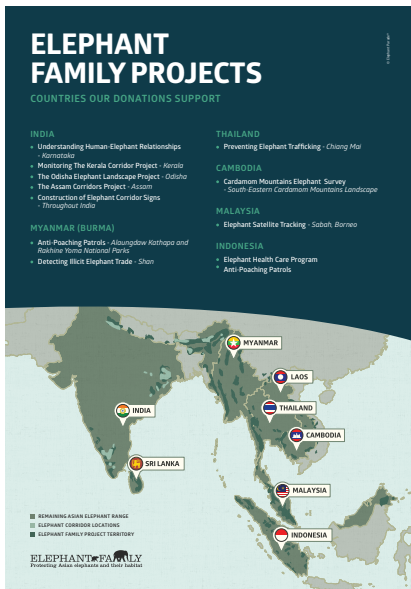 ELEPHANT
FAMILY PROJECTS
COUNTRIES OUR DONATIONS SUPPORT
INDIA
• Understanding Human-Elephant Relationships
- Karnataka
• Monitoring The Kerala Corridor Project - Kerala
• The Odisha Elephant Landscape Project - Odisha
• The Assam Corridors Project - Assam
• Construction of Elephant Corridor Signs
- Throughout India
MYANMAR (BURMA)
• Anti-Poaching Patrols - Alaungdaw Kathapa and
Rakhine Yoma National Parks
• Detecting Illicit Elephant Trade - Shan
THAILAND
• Preventing Elephant Trafficking - Chiang Mai
CAMBODIA
• Cardamom Mountains Elephant Survey
- South-Eastern Cardamom Mountains Landscape
MALAYSIA
• Elephant Satellite Tracking - Sabah, Borneo
INDONESIA
• Elephant Health Care Program
• Anti-Poaching Patrols
MYANMAR
LAOS
INDIA
THAILAND
CAMBODIA
SRI LANKA
MALAYSIA
INDONESIA
REMAINING ASIAN ELEPHANT RANGE
ELEPHANT CORRIDOR LOCATIONS
ELEPHANT FAMILY PROJECT TERRITORY
ELEPHANT FAMILY
Protecting Asian elephants and their habitat